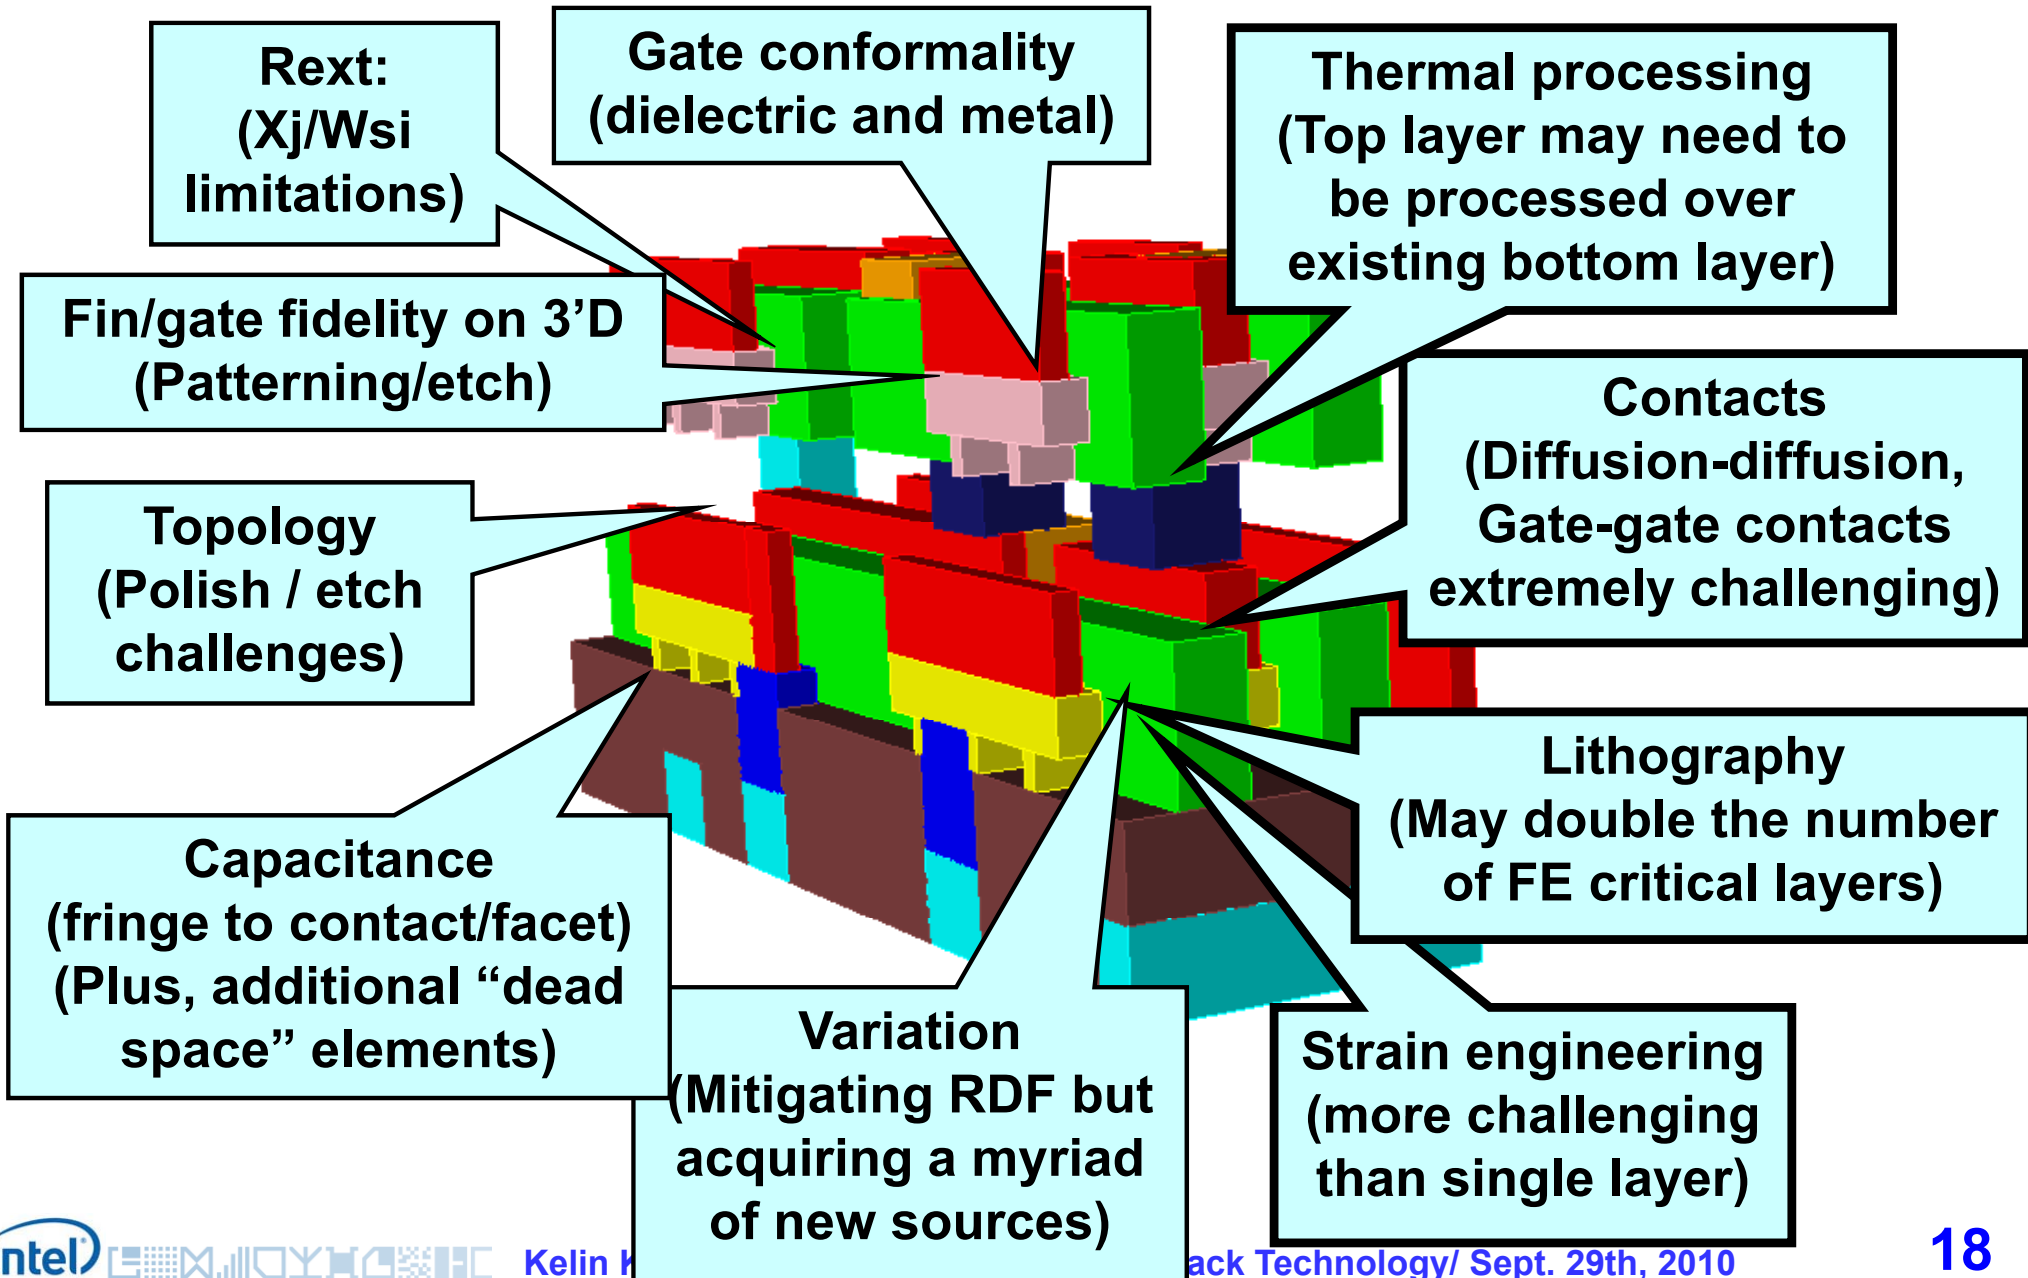 Rext:
(Xj/Wsi
limitations)
Gate conformality
(dielectric and metal)
Thermal processing
(Top layer may need to
be processed over
existing bottom layer)
Fin/gate fidelity on 3’D
(Patterning/etch)
Contacts
(Diffusion-diffusion,
Gate-gate contacts
extremely challenging)
Topology
(Polish / etch
challenges)
Lithography
(May double the number
of FE critical layers)
Capacitance
(fringe to contact/facet)
(Plus, additional “dead
space” elements)
Variation
(Mitigating RDF but
acquiring a myriad
of new sources)
Strain engineering
(more challenging
than single layer)
ntel
Kelin
ack Technology/ Sept. 29th, 2010
18